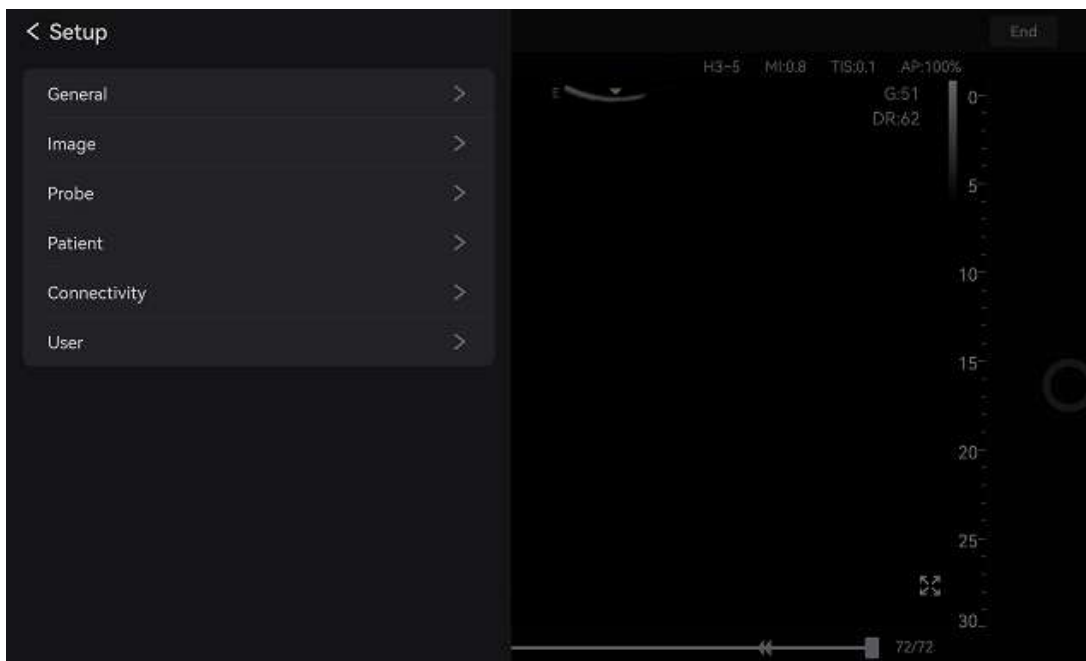 Setup
End
General
Image
Probe
Patient
Connectivity
User
H3-5 MI:0.8 TIS:0.1 AP:100%
E
G:51
DR:62
0
5
10
15
20
25
30
72/72